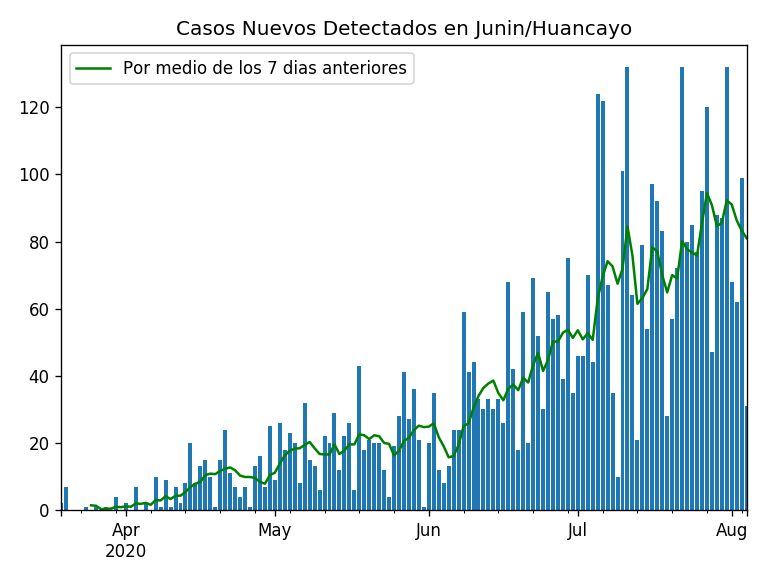 Casos Nuevos Detectados en Junin/Huancayo
Por medio de los 7 dias anteriores
120
100
80
60
40
20
0
Apr
2020
May
Jun
Jul
Aug